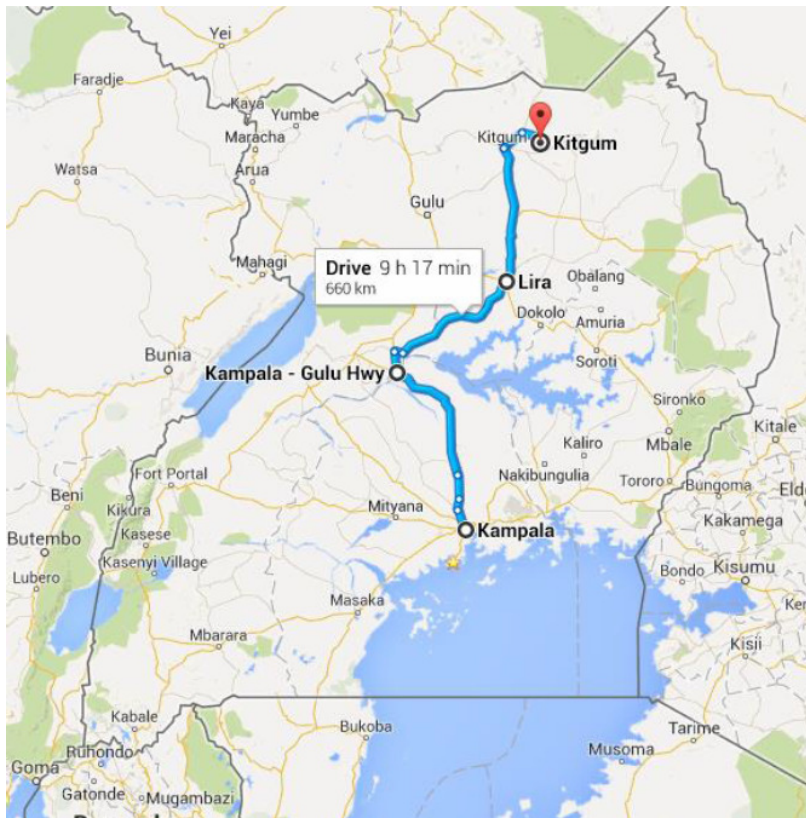 Yei
Faradje
Kaya
Yumbe
Kitgum
Kitgum
Maracha
Watsa
Arua
Gulu
Mahagi
Drive 9 h 17 min
660 km
Lira
Obalang
Dokolo
Amuria
Bunia
Soroti
Kampala - Gulu Hwy
Sironko
Mbale
Kitale
Kaliro
Fort Portal
Nakibungulia
Tororo
Bungoma
Beni
Kikura
Mityana
Kampala
Eld
Butembo
Kasese
Kakamega
Kasenyi Village
Lubero
Bondo
Kisumu
Masaka
Ken
Mbarara
Kisii
Kabale
Bukoba
Tarime
Ruhondo
Goma
Musoma
Gatonde
Mugambazi